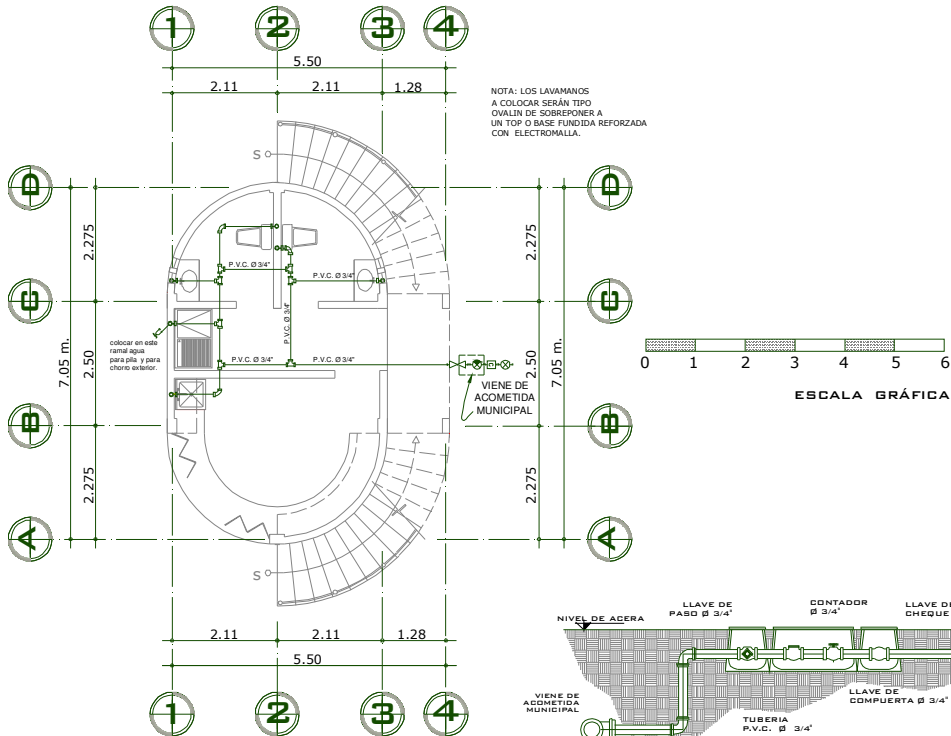 1 2 3 4
5.50
2.11 2.11 1.28
NOTA: LOS LAVAMANOS
A COLOCAR SERÁN TIPO
OVALIN DE SOBREPONER A
UN TOP O BASE FUNDIDA REFORZADA
CON ELECTROMALLA.
S
D D
2.275 2.275
P.V.C. Ø 3/4"
P.V.C. Ø 3/4"
P.V.C. Ø 3/4"
C C
colocar en este
ramal agua
para pila y para
chorro exterior.
7.05 m. 2.50 2.50 7.05 m.
P.V.C. Ø 3/4" P.V.C. Ø 3/4"
VIENE DE
ACOMETIDA
MUNICIPAL
0 1 2 3 4 5 6
ESCALA GRÁFICA
B B
2.275 2.275
A A
S
2.11 2.11 1.28
5.50
1 2 3 4
NIVEL DE ACERA
LLAVE DE
PASO Ø 3/4"
CONTADOR
Ø 3/4"
LLAVE DE
CHEQUE
VIENE DE
ACOMETIDA
MUNICIPAL
TUBERIA
P.V.C. Ø 3/4"
LLAVE DE
COMPUERTA Ø 3/4"